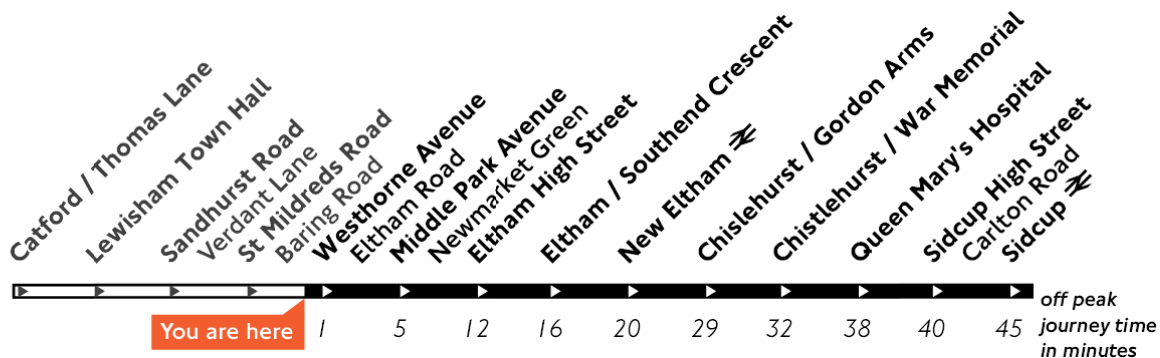 Catford / Thomas Lane
Lewisham Town Hall
Sandhurst Road
Verdant Lane
St Mildreds Road
Baring Road
Westhorne Avenue
Eltham Road
Middle Park Avenue
Newmarket Green
Eltham High Street
Eltham / Southend Crescent
New Eltham
Chislehurst / Gordon Arms
Chistlehurst / War Memorial
Queen Mary's Hospital
Sidcup High Street
Carlton Road
Sidcup
You are here
1 5 12 16 20 29 32 38 40 45
off peak
journey time
in minutes